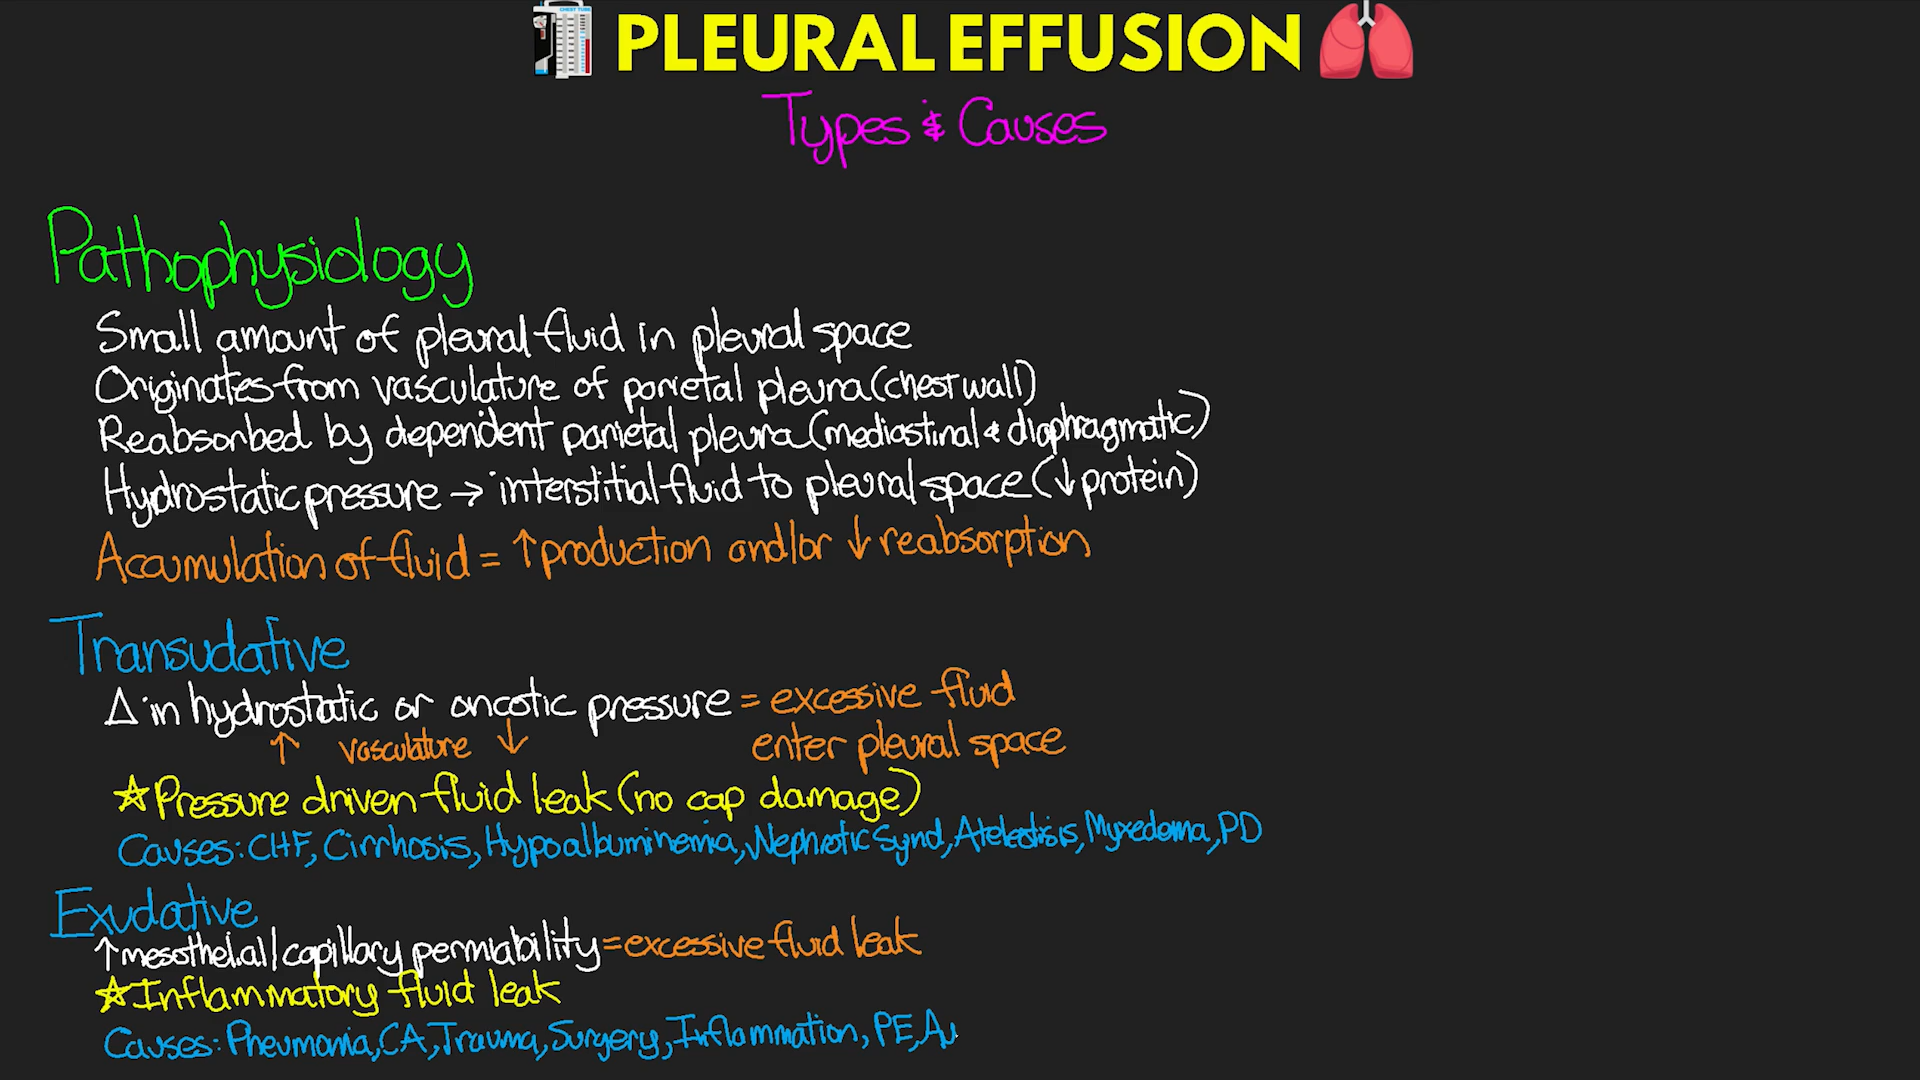 CHEST TUBE
PLEURAL EFFUSION
Types & Causes
Pathophysiology
Small amount of pleural fluid in pleural space
Originates from vasculature of parietal pleura (chest wall)
Reabsorbed by dependent parietal pleura (mediastinal & diaphragmatic)
Hydrostatic pressure → interstitial fluid to pleural space (↓ protein)
Accumulation of fluid = ↑ production and/or ↓ reabsorption
Transudative
Δ in hydrostatic or oncotic pressure = excessive fluid
↑ vasculature ↓ enter pleural space
☆ Pressure driven fluid leak (no cap damage)
Causes: CHF, Cirrhosis, Hypoalbuminemia, Nephrotic Synd, Atelectisis, Myxedema, PD
Exudative
↑ mesothelial/capillary permiability = excessive fluid leak
☆ Inflammatory fluid leak
Causes: Pneumonia, CA, Trauma, Surgery, Inflammation, PE,